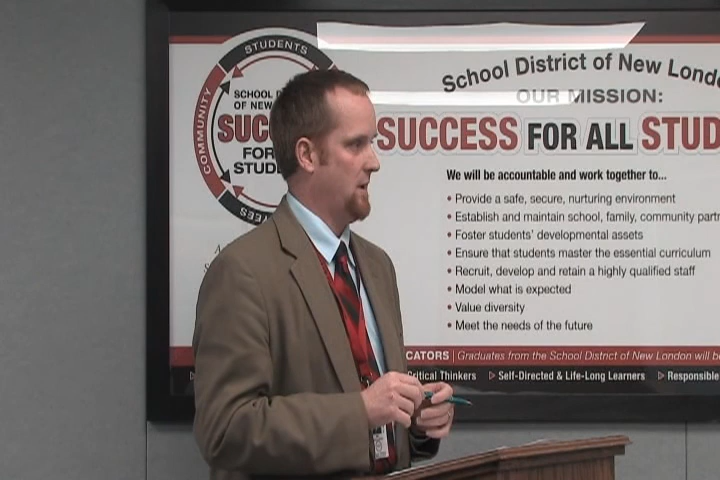 STUDENTS
COMMUNITY
SCHOOL
OF NEW
SUCC
FOR
STUDE
School District of New Londo
OUR MISSION:
SUCCESS FOR ALL STUD
We will be accountable and work together to...
• Provide a safe, secure, nurturing environment
• Establish and maintain school, family, community partn
• Foster students' developmental assets
• Ensure that students master the essential curriculum
• Recruit, develop and retain a highly qualified staff
• Model what is expected
• Value diversity
• Meet the needs of the future
CATORS | Graduates from the School District of New London will b
Critical Thinkers ▷ Self-Directed & Life-Long Learners ▷ Responsible